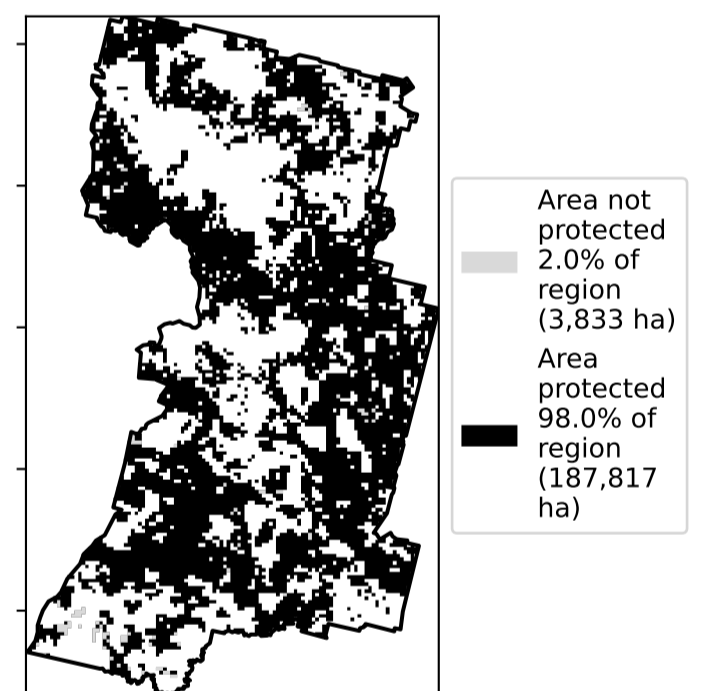 Area not
protected
2.0% of
region
(3,833 ha)
Area
protected
98.0% of
region
(187,817
ha)